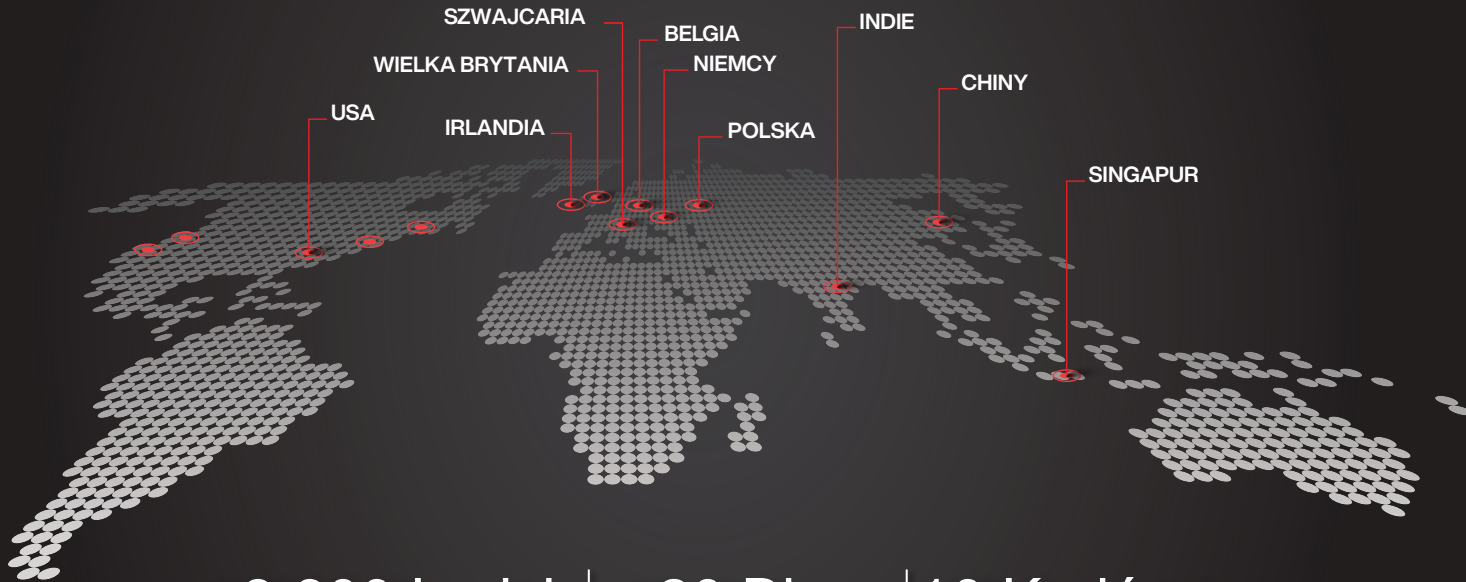 SZWAJCARIA
INDIE
BELGIA
WIELKA BRYTANIA
NIEMCY
CHINY
USA
IRLANDIA
POLSKA
SINGAPUR